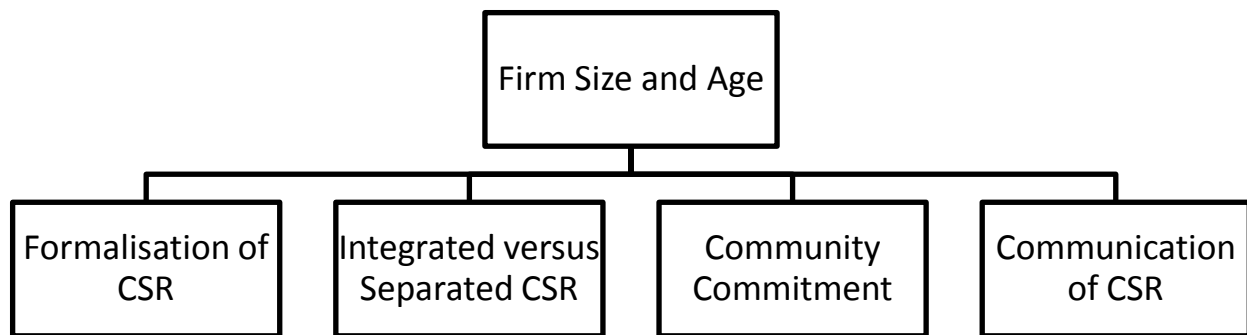 Firm Size and Age
Formalisation of
CSR
Integrated versus
Separated CSR
Community
Commitment
Communication
of CSR